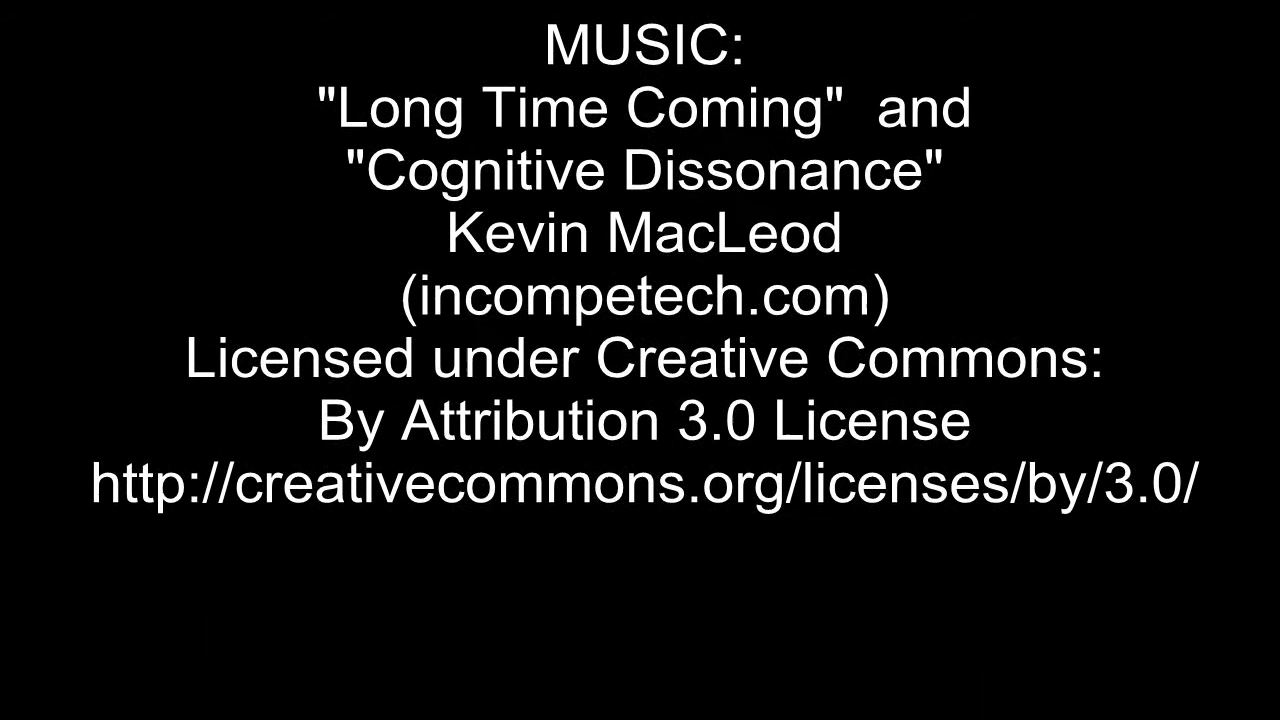 MUSIC:
"Long Time Coming"  and
"Cognitive Dissonance"
Kevin MacLeod
(incompetech.com)
Licensed under Creative Commons:
By Attribution 3.0 License
http://creativecommons.org/licenses/by/3.0/